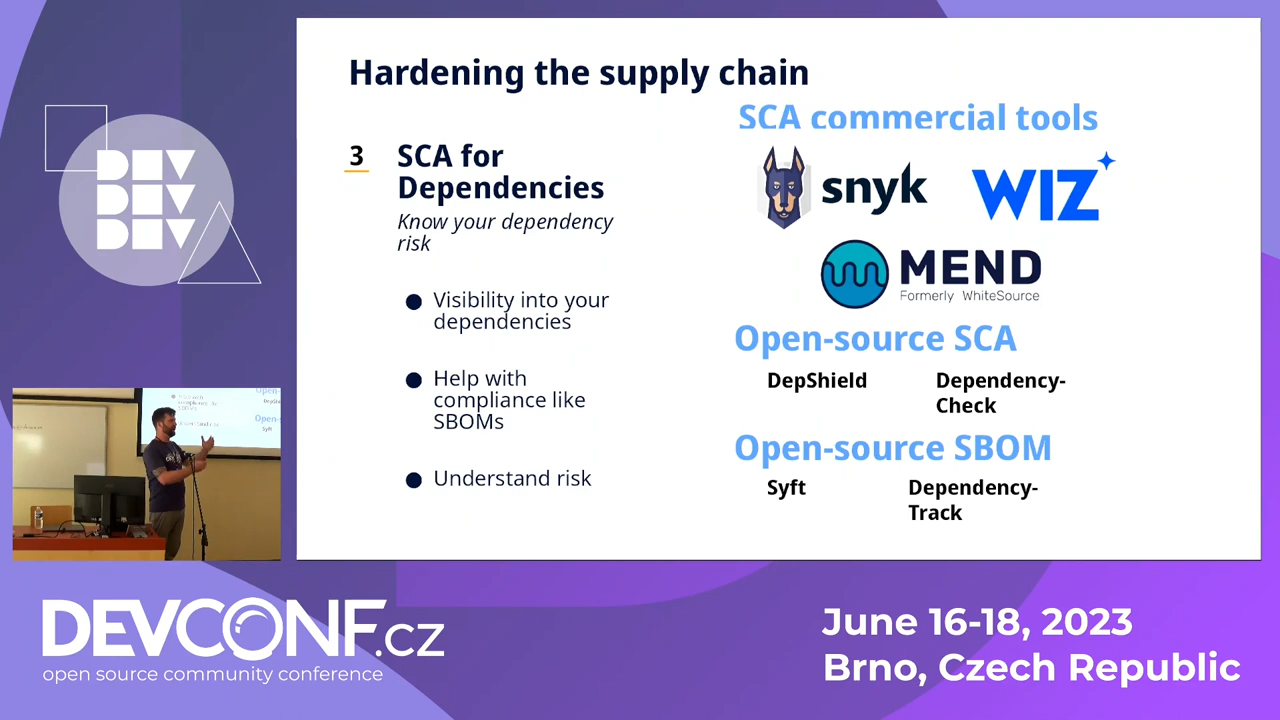 Hardening the supply chain
SCA commercial tools
3
SCA for
Dependencies
Know your dependency
risk
Visibility into your
dependencies
Help with
compliance like
SBOMs
Understand risk
snyk
WIZ
MEND
Formerly WhiteSource
Open-source SCA
DepShield
Dependency-
Check
Open-source SBOM
Syft
Dependency-
Track
DEV
DEV
DEV
DEVCONF.CZ
open source community conference
June 16-18, 2023
Brno, Czech Republic